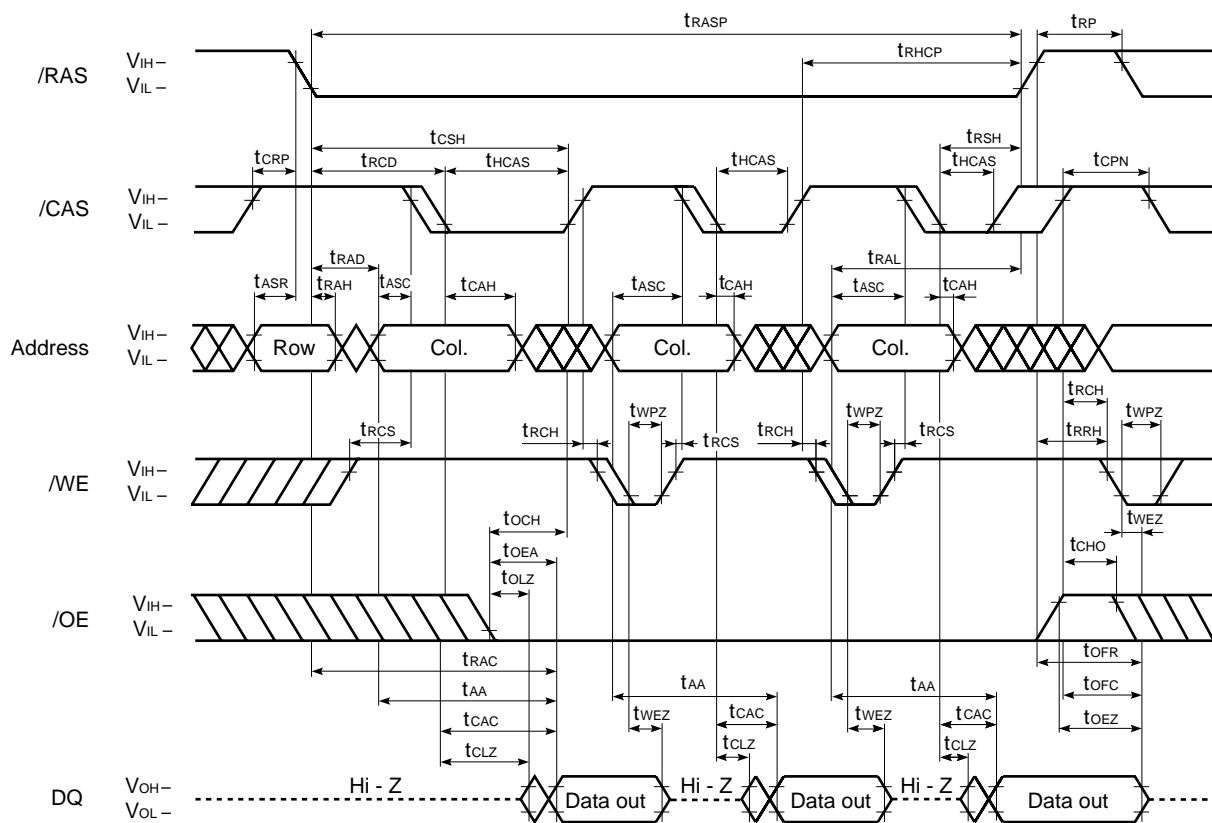 tRASP tRP
VIH –
/RAS
VIL –
tRHCP
tCSH tRSH
tCRP tRCD tHCAS tHCAS tHCAS tCPN
VIH –
/CAS
VIL –
tRAD tRAL
tASR tRAH tASC tCAH tASC tCAH tASC tCAH
VIH –
Address Row Col. Col. Col.
VIL –
tRCH
tWPZ tWPZ tWPZ
tRCS tRCH tRCS tRCH tRCS tRRH
VIH –
/WE
VIL –
tOCH tWEZ
tOEA tCHO
tOLZ
VIH –
/OE
VIL –
tRAC tOFR
tAA tAA tAA tOFC
tCAC tWEZ tCAC tWEZ tCAC tOEZ
tCLZ tCLZ tCLZ
Hi - Z Hi - Z Hi - Z
VOH –
DQ Data out Data out Data out
VOL –